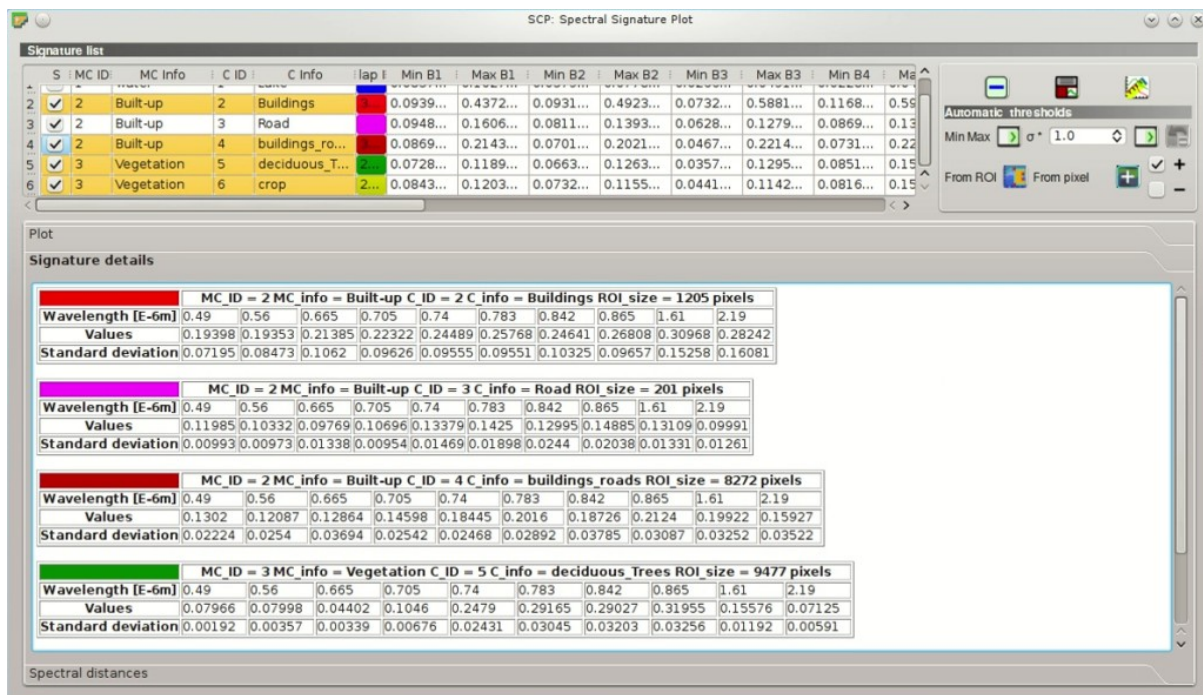 SCP: Spectral Signature Plot
Signature list
S MC ID MC Info C ID C Info lap Min B1 Max B1 Min B2 Max B2 Min B3 Max B3 Min B4 Ma
2 2 Built-up 2 Buildings 3... 0.0939... 0.4372... 0.0931... 0.4923... 0.0732... 0.5881... 0.1168... 0.59
3 2 Built-up 3 Road 0.0948... 0.1606... 0.0811... 0.1393... 0.0628... 0.1279... 0.0869... 0.13
4 2 Built-up 4 buildings_ro... 3... 0.0869... 0.2143... 0.0701... 0.2021... 0.0467... 0.2214... 0.0731... 0.22
5 3 Vegetation 5 deciduous_T... 2... 0.0728... 0.1189... 0.0663... 0.1263... 0.0357... 0.1295... 0.0851... 0.15
6 3 Vegetation 6 crop 2... 0.0843... 0.1203... 0.0732... 0.1155... 0.0441... 0.1142... 0.0816... 0.15
Automatic thresholds
Min Max σ* 1.0
From ROI From pixel + + −
Plot
Signature details
MC_ID = 2 MC_info = Built-up C_ID = 2 C_info = Buildings ROI_size = 1205 pixels
Wavelength [E-6m] 0.49 0.56 0.665 0.705 0.74 0.783 0.842 0.865 1.61 2.19
Values 0.19398 0.19353 0.21385 0.22322 0.24489 0.25768 0.24641 0.26808 0.30968 0.28242
Standard deviation 0.07195 0.08473 0.1062 0.09626 0.09555 0.09551 0.10325 0.09657 0.15258 0.16081
MC_ID = 2 MC_info = Built-up C_ID = 3 C_info = Road ROI_size = 201 pixels
Wavelength [E-6m] 0.49 0.56 0.665 0.705 0.74 0.783 0.842 0.865 1.61 2.19
Values 0.11985 0.10332 0.09769 0.10696 0.13379 0.1425 0.12995 0.14885 0.13109 0.09991
Standard deviation 0.00993 0.00973 0.01338 0.00954 0.01469 0.01898 0.0244 0.02038 0.01331 0.01261
MC_ID = 2 MC_info = Built-up C_ID = 4 C_info = buildings_roads ROI_size = 8272 pixels
Wavelength [E-6m] 0.49 0.56 0.665 0.705 0.74 0.783 0.842 0.865 1.61 2.19
Values 0.1302 0.12087 0.12864 0.14598 0.18445 0.2016 0.18726 0.2124 0.19922 0.15927
Standard deviation 0.02224 0.0254 0.03694 0.02542 0.02468 0.02892 0.03785 0.03087 0.03252 0.03522
MC_ID = 3 MC_info = Vegetation C_ID = 5 C_info = deciduous_Trees ROI_size = 9477 pixels
Wavelength [E-6m] 0.49 0.56 0.665 0.705 0.74 0.783 0.842 0.865 1.61 2.19
Values 0.07966 0.07998 0.04402 0.1046 0.2479 0.29165 0.29027 0.31955 0.15576 0.07125
Standard deviation 0.00192 0.00357 0.00339 0.00676 0.02431 0.03045 0.03203 0.03256 0.01192 0.00591
Spectral distances